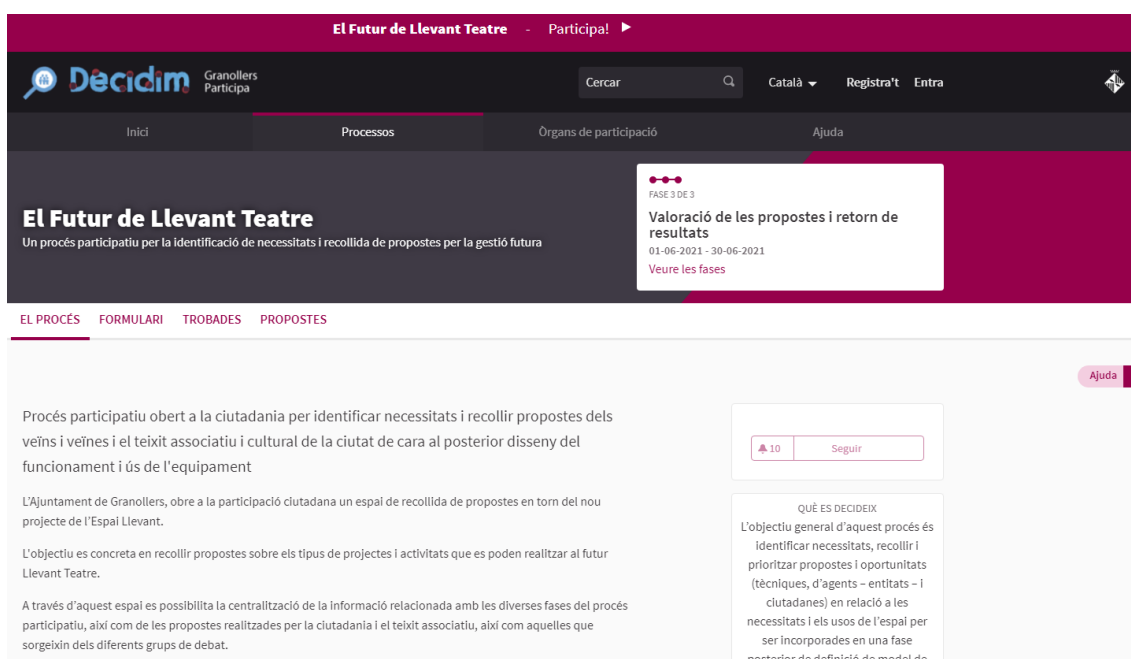 El Futur de Llevant Teatre - Participa!
Decidim Granollers
Participa
Cercar
Català
Registra't
Entra
Inici
Processos
Òrgans de participació
Ajuda
El Futur de Llevant Teatre
Un procés participatiu per la identificació de necessitats i recollida de propostes per la gestió futura
FASE 3 DE 3
Valoració de les propostes i retorn de
resultats
01-06-2021 - 30-06-2021
Veure les fases
EL PROCÉS
FORMULARI
TROBADES
PROPOSTES
Ajuda
Procés participatiu obert a la ciutadania per identificar necessitats i recollir propostes dels
veïns i veïnes i el teixit associatiu i cultural de la ciutat de cara al posterior disseny del
funcionament i ús de l'equipament
L'Ajuntament de Granollers, obre a la participació ciutadana un espai de recollida de propostes en torn del nou
projecte de l'Espai Llevant.
L'objectiu es concreta en recollir propostes sobre els tipus de projectes i activitats que es poden realitzar al futur
Llevant Teatre.
A través d'aquest espai es possibilita la centralització de la informació relacionada amb les diverses fases del procés
participatiu, així com de les propostes realitzades per la ciutadania i el teixit associatiu, així com aquelles que
sorgeixin dels diferents grups de debat.
10
Seguir
QUÈ ES DECIDEIX
L'objectiu general d'aquest procés és
identificar necessitats, recollir i
prioritzar propostes i oportunitats
(tècniques, d'agents – entitats – i
ciutadanes) en relació a les
necessitats i els usos de l'espai per
ser incorporades en una fase
posterior de definició de model de